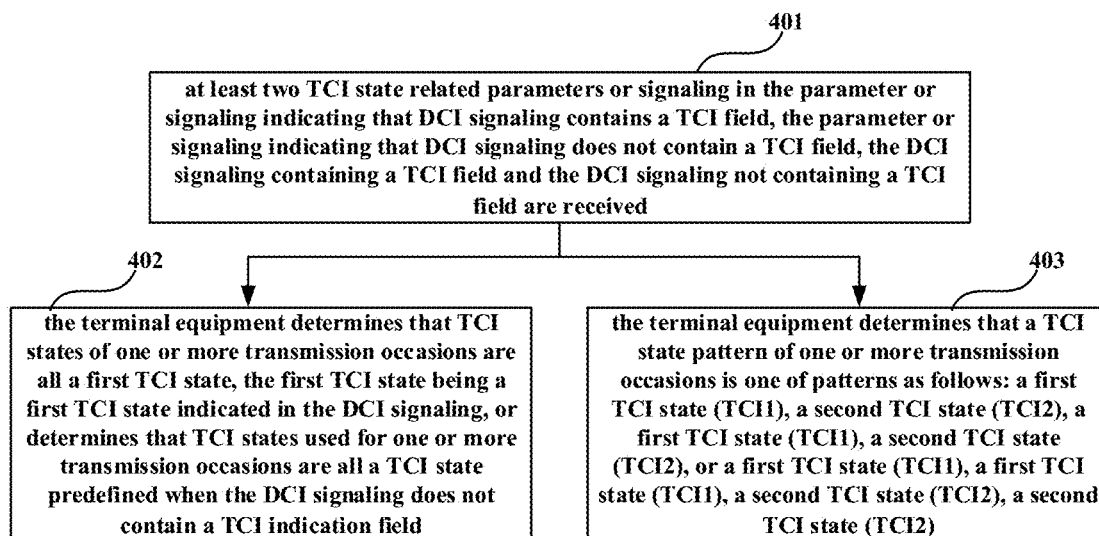 401
at least two TCI state related parameters or signaling in the parameter or
signaling indicating that DCI signaling contains a TCI field, the parameter or
signaling indicating that DCI signaling does not contain a TCI field, the DCI
signaling containing a TCI field and the DCI signaling not containing a TCI
field are received
402
the terminal equipment determines that TCI
states of one or more transmission occasions are
all a first TCI state, the first TCI state being a
first TCI state indicated in the DCI signaling, or
determines that TCI states used for one or more
transmission occasions are all a TCI state
predefined when the DCI signaling does not
contain a TCI indication field
403
the terminal equipment determines that a TCI
state pattern of one or more transmission
occasions is one of patterns as follows: a first
TCI state (TCI1), a second TCI state (TCI2), a
first TCI state (TCI1), a second TCI state
(TCI2), or a first TCI state (TCI1), a first TCI
state (TCI1), a second TCI state (TCI2), a second
TCI state (TCI2)